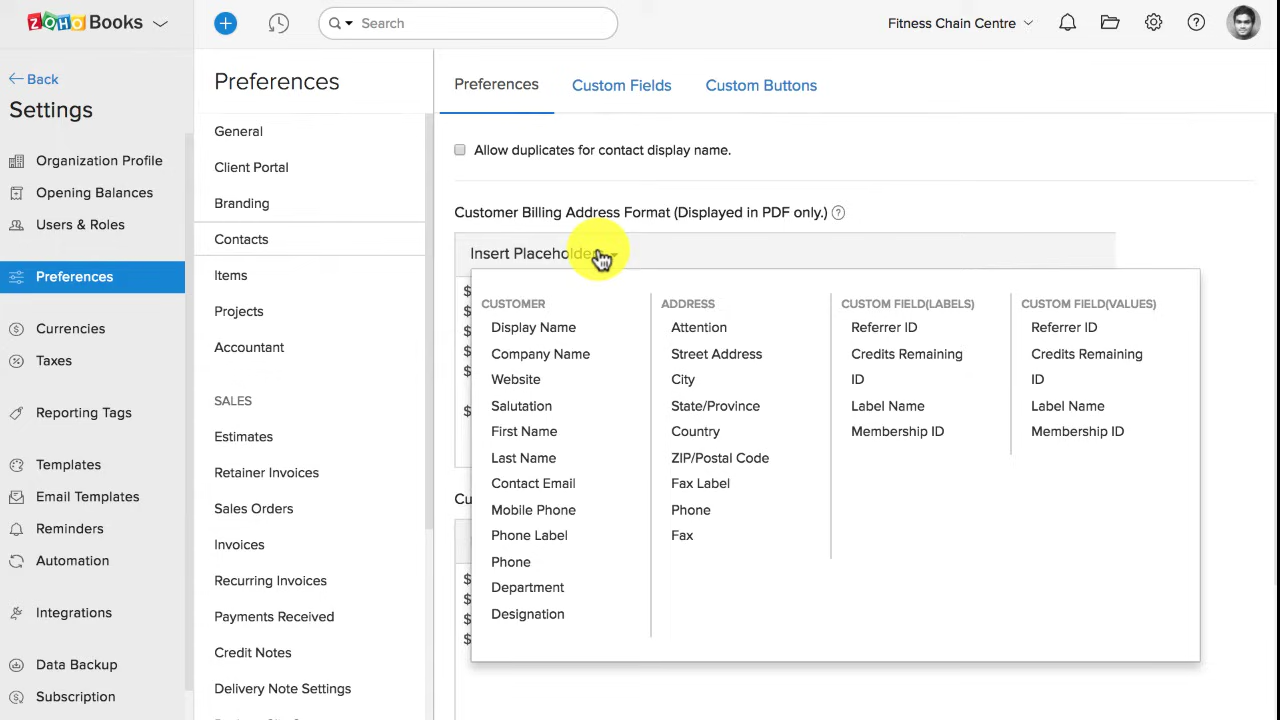 ZOHO Books
Search
Fitness Chain Centre
Back
Settings
Organization Profile
Opening Balances
Users & Roles
Preferences
Currencies
Taxes
Reporting Tags
Templates
Email Templates
Reminders
Automation
Integrations
Data Backup
Subscription
Preferences
General
Client Portal
Branding
Contacts
Items
Projects
Accountant
SALES
Estimates
Retainer Invoices
Sales Orders
Invoices
Recurring Invoices
Payments Received
Credit Notes
Delivery Note Settings
Preferences
Custom Fields
Custom Buttons
Allow duplicates for contact display name.
Customer Billing Address Format (Displayed in PDF only.) ?
Insert
$
$
$
$
$
$
CUSTOMER
Display Name
Company Name
Website
Salutation
First Name
Last Name
Contact Email
Mobile Phone
Phone Label
Phone
Department
Designation
ADDRESS
Attention
Street Address
City
State/Province
Country
ZIP/Postal Code
Fax Label
Phone
Fax
CUSTOM FIELD(LABELS)
Referrer ID
Credits Remaining
ID
Label Name
Membership ID
CUSTOM FIELD(VALUES)
Referrer ID
Credits Remaining
ID
Label Name
Membership ID
$
$
$
$